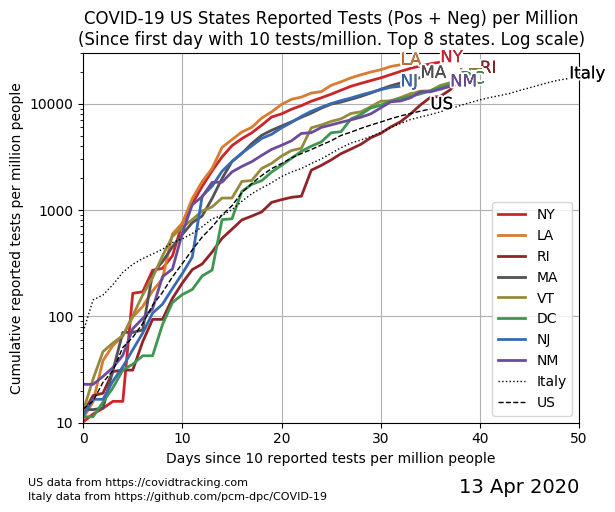 COVID-19 US States Reported Tests (Pos + Neg) per Million
(Since first day with 10 tests/million. Top 8 states. Log scale)
Cumulative reported tests per million people
10000
1000
100
10
LA
NY
RI
MA
NJ
NM
DC
US
Italy
NY
LA
RI
MA
VT
DC
NJ
NM
Italy
US
0
10
20
30
40
50
Days since 10 reported tests per million people
US data from https://covidtracking.com
Italy data from https://github.com/pcm-dpc/COVID-19
13 Apr 2020